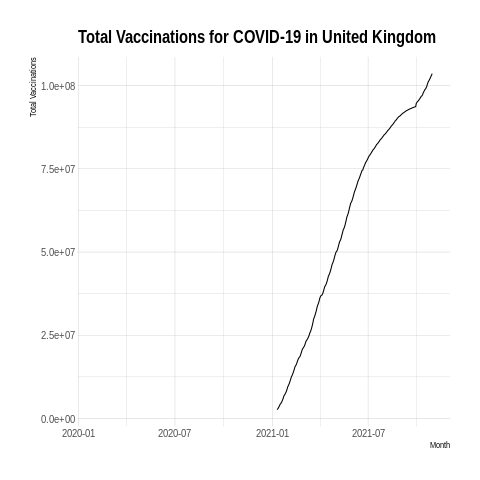 Total Vaccinations for COVID-19 in United Kingdom
Total Vaccinations
1.0e+08
7.5e+07
5.0e+07
2.5e+07
0.0e+00
2020-01 2020-07 2021-01 2021-07
Month